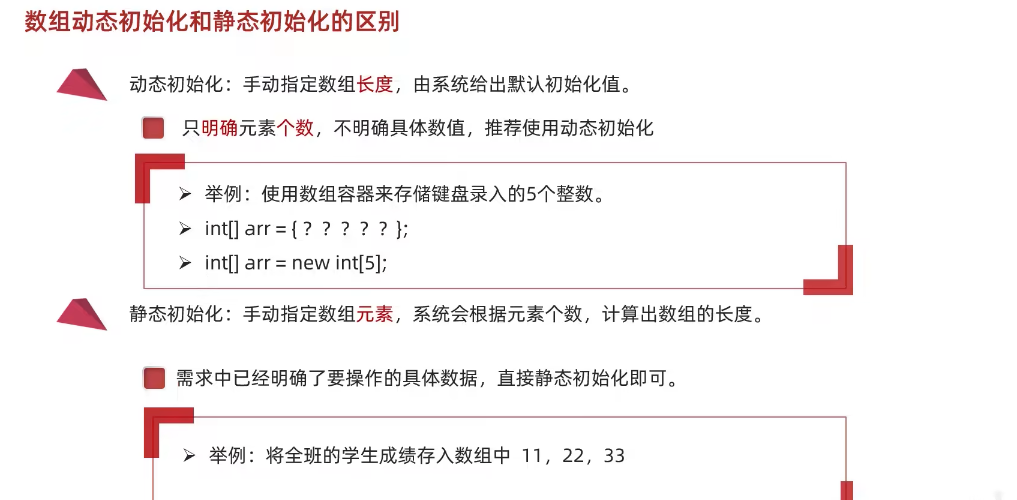 数组动态初始化和静态初始化的区别
动态初始化：手动指定数组长度，由系统给出默认初始化值。
只明确元素个数，不明确具体数值，推荐使用动态初始化
举例：使用数组容器来存储键盘录入的5个整数。
int[] arr = { ？ ？ ？ ？ ？ };
int[] arr = new int[5];
静态初始化：手动指定数组元素，系统会根据元素个数，计算出数组的长度。
需求中已经明确了要操作的具体数据，直接静态初始化即可。
举例：将全班的学生成绩存入数组中 11，22，33